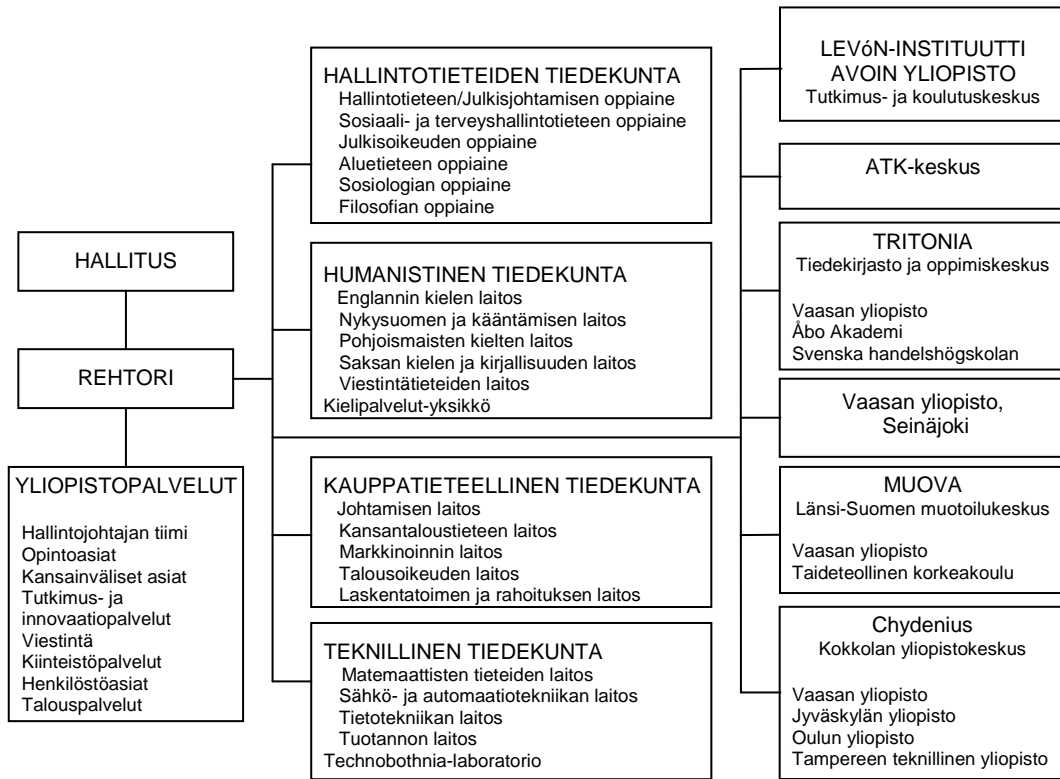 HALLITUS
REHTORI
YLIOPISTOPALVELUT
Hallintojohtajan tiimi
Opintoasiat
Kansainväliset asiat
Tutkimus- ja
innovaatiopalvelut
Viestintä
Kiinteistöpalvelut
Henkilöstöasiat
Talouspalvelut
HALLINTOTIETEIDEN TIEDEKUNTA
Hallintotieteen/Julkisjohtamisen oppiaine
Sosiaali- ja terveyshallintotieteen oppiaine
Julkisoikeuden oppiaine
Aluetieteen oppiaine
Sosiologian oppiaine
Filosofian oppiaine
HUMANISTINEN TIEDEKUNTA
Englannin kielen laitos
Nykysuomen ja kääntämisen laitos
Pohjoismaisten kielten laitos
Saksan kielen ja kirjallisuuden laitos
Viestintätieteiden laitos
Kielipalvelut-yksikkö
KAUPPATIETEELLINEN TIEDEKUNTA
Johtamisen laitos
Kansantaloustieteen laitos
Markkinoinnin laitos
Talousoikeuden laitos
Laskentatoimen ja rahoituksen laitos
TEKNILLINEN TIEDEKUNTA
Matemaattisten tieteiden laitos
Sähkö- ja automaatiotekniikan laitos
Tietotekniikan laitos
Tuotannon laitos
Technobothnia-laboratorio
LEVóN-INSTITUUTTI
AVOIN YLIOPISTO
Tutkimus- ja koulutuskeskus
ATK-keskus
TRITONIA
Tiedekirjasto ja oppimiskeskus
Vaasan yliopisto
Åbo Akademi
Svenska handelshögskolan
Vaasan yliopisto,
Seinäjoki
MUOVA
Länsi-Suomen muotoilukeskus
Vaasan yliopisto
Taideteollinen korkeakoulu
Chydenius
Kokkolan yliopistokeskus
Vaasan yliopisto
Jyväskylän yliopisto
Oulun yliopisto
Tampereen teknillinen yliopisto